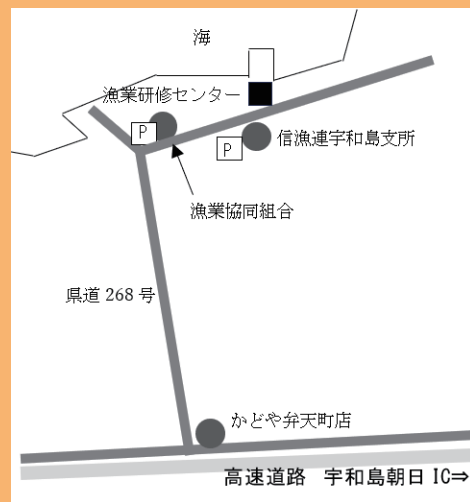 海
漁業研修センター
P
P
信漁連宇和島支所
漁業協同組合
県道 268 号
かどや弁天町店
高速道路　宇和島朝日 IC⇒